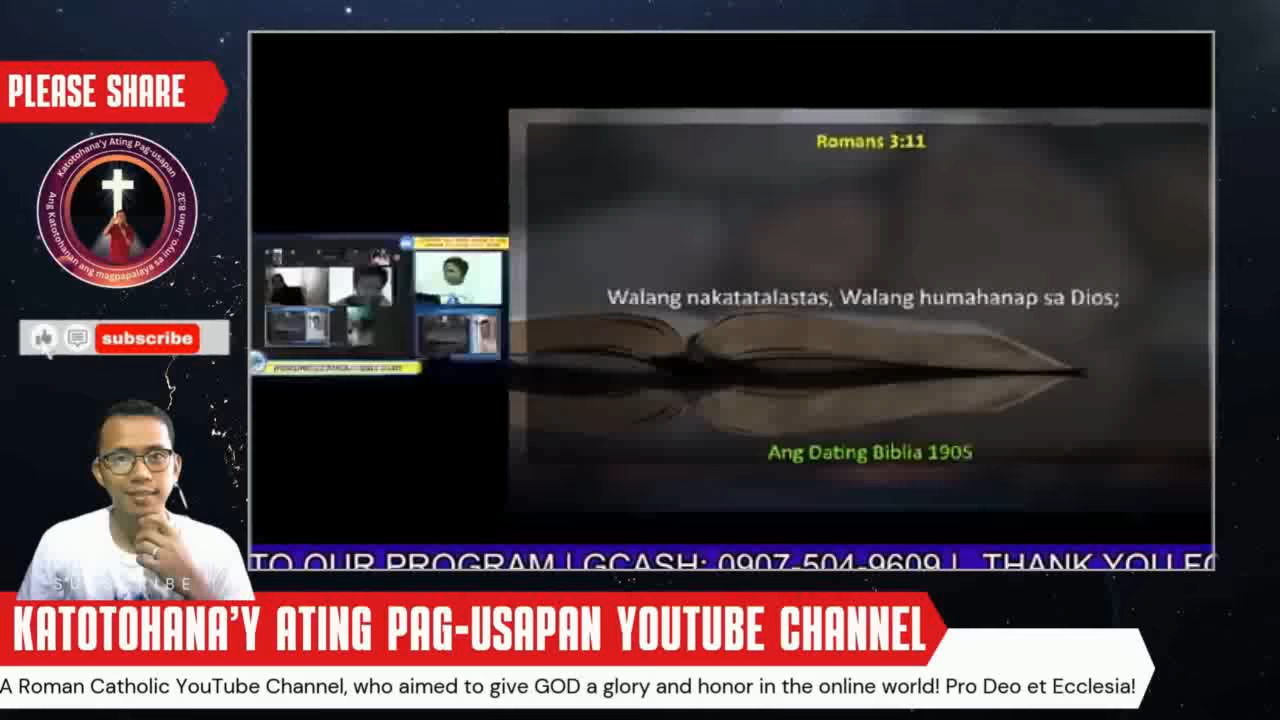 PLEASE SHARE
Katotohana'y Ating Pag-usapan
Ang Katotohanan ang magpapalaya sa inyo. Juan 8:32
subscribe
SUBSCRIBE
Romans 3:11
Walang nakatatalastas, Walang humahanap sa Dios;
Ang Dating Biblia 1905
TO OUR PROGRAM | GCASH: 0907-504-9609 | THANK YOU FO
KATOTOHANA'Y ATING PAG-USAPAN YOUTUBE CHANNEL
A Roman Catholic YouTube Channel, who aimed to give GOD a glory and honor in the online world! Pro Deo et Ecclesia!